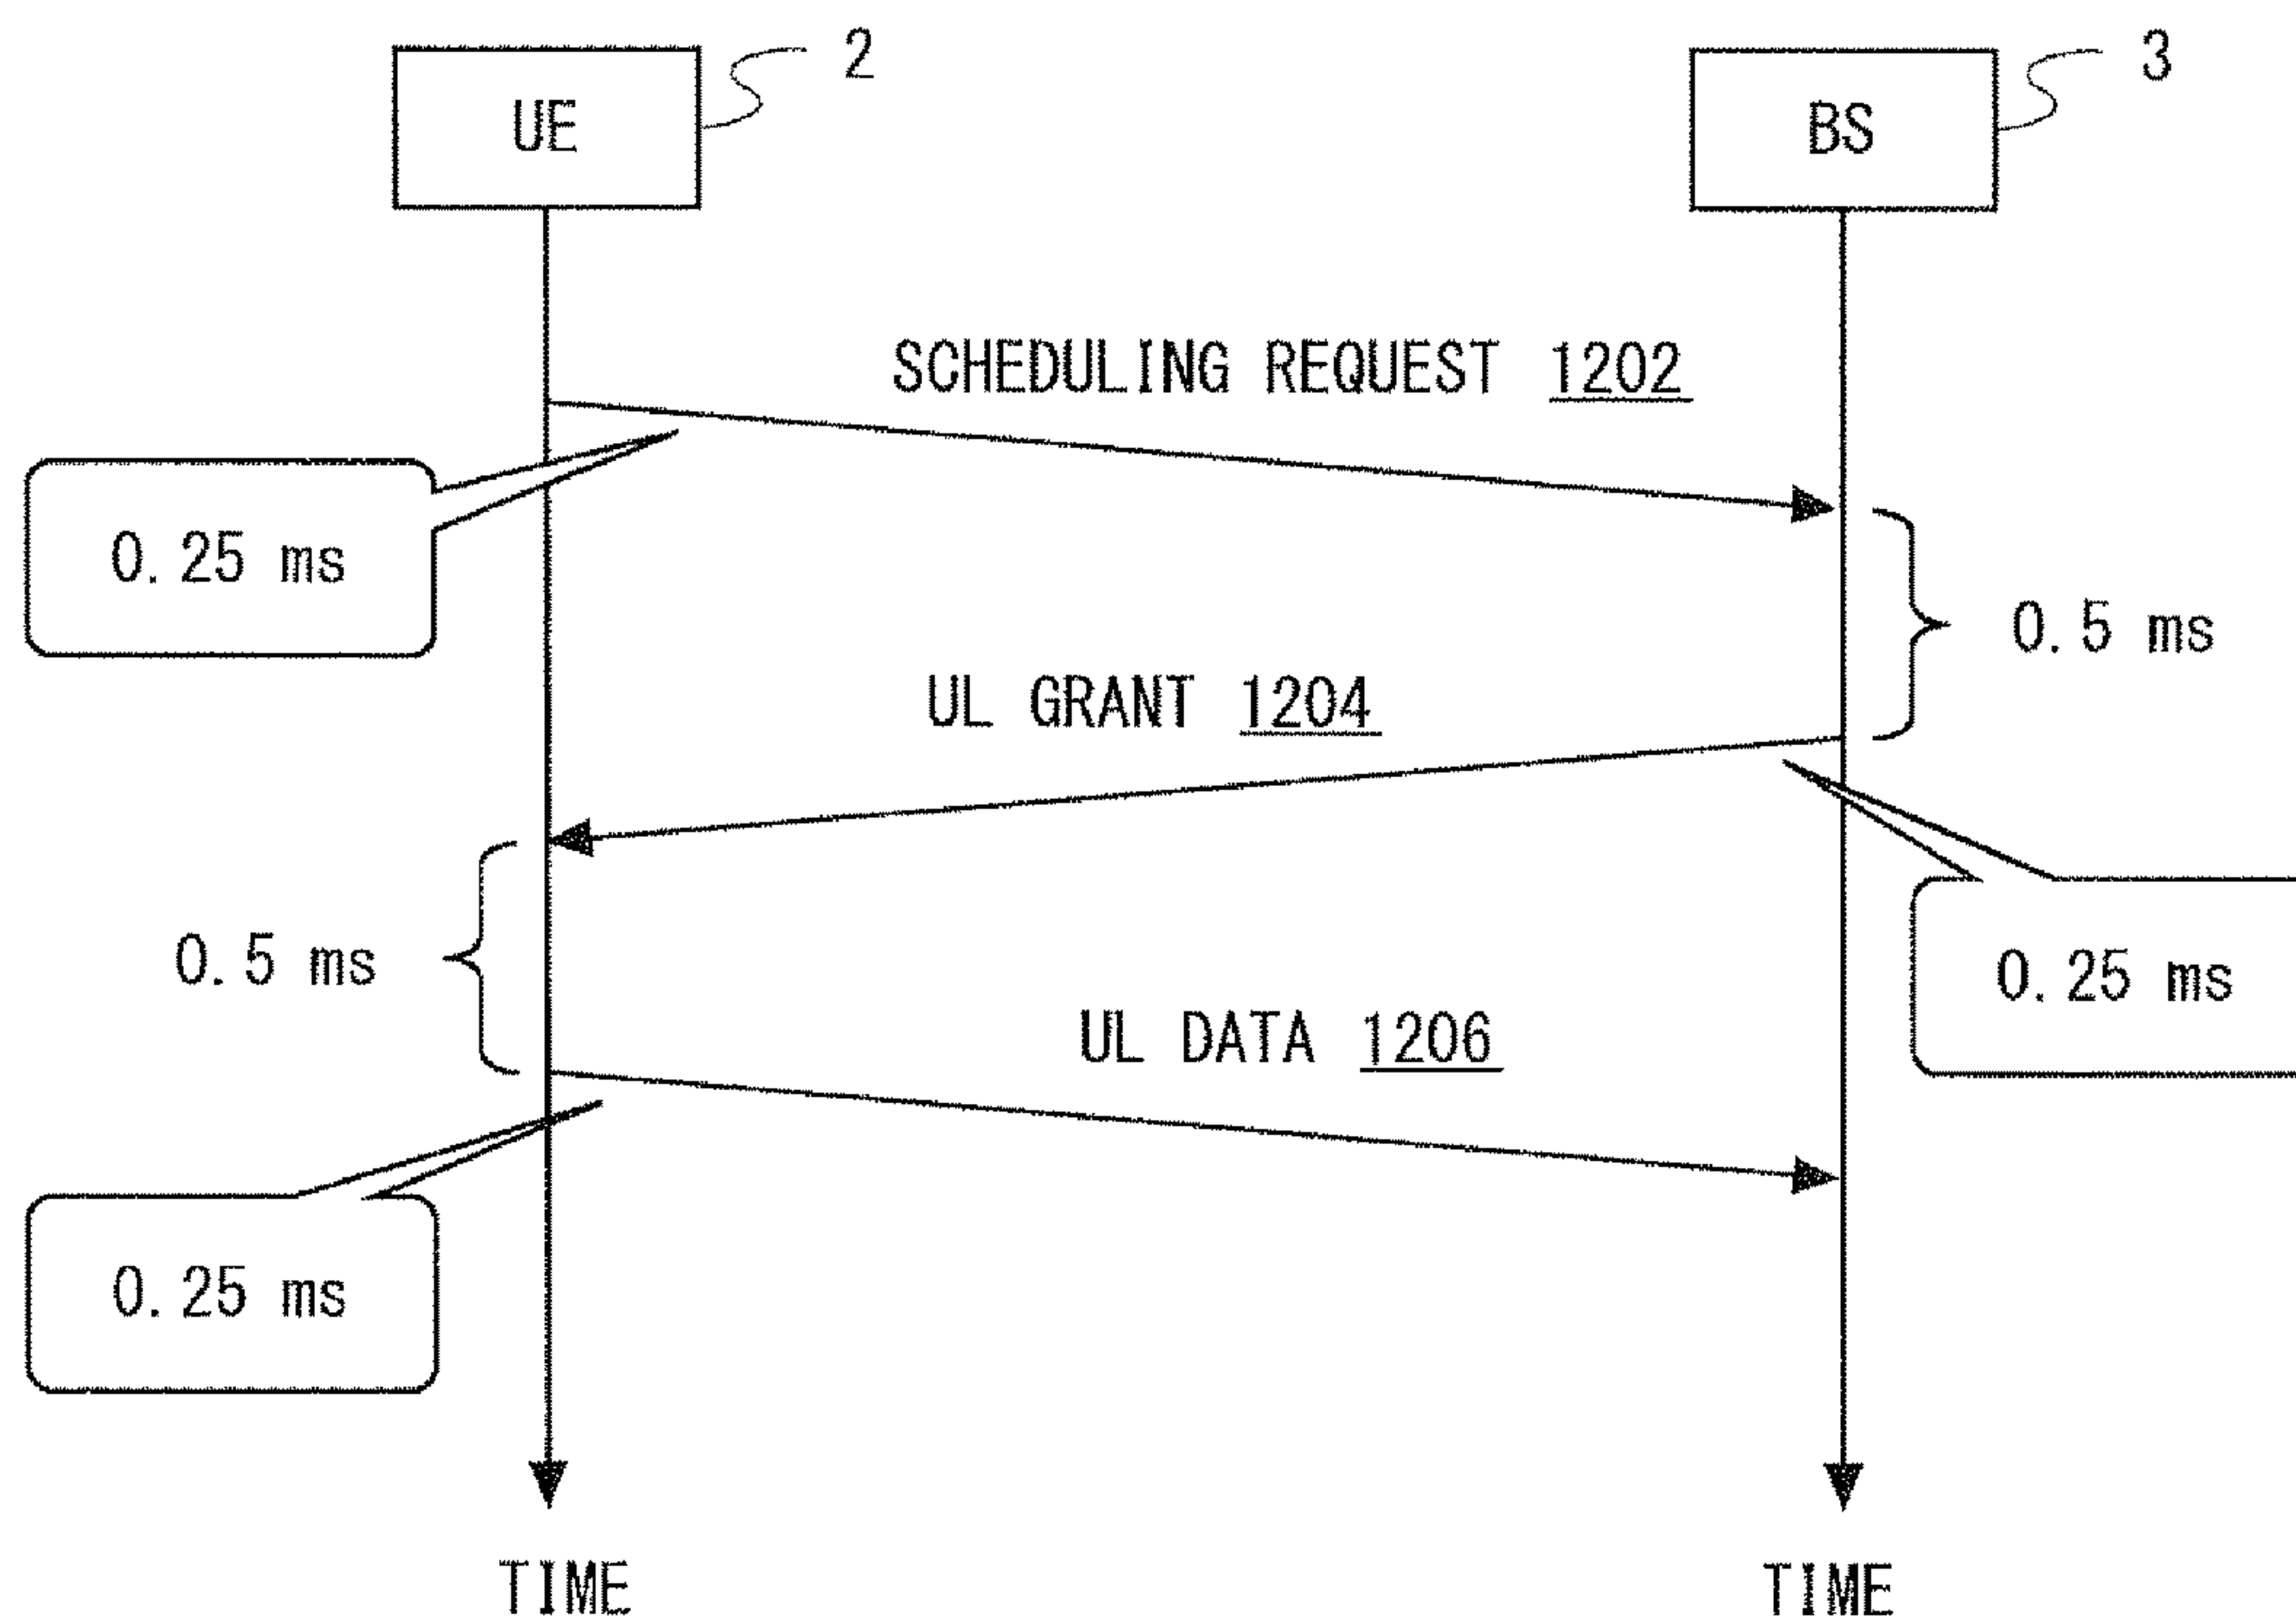 UE
2
BS
3
SCHEDULING REQUEST 1202
0.25 ms
0.5 ms
UL GRANT 1204
0.5 ms
0.25 ms
UL DATA 1206
0.25 ms
TIME
TIME